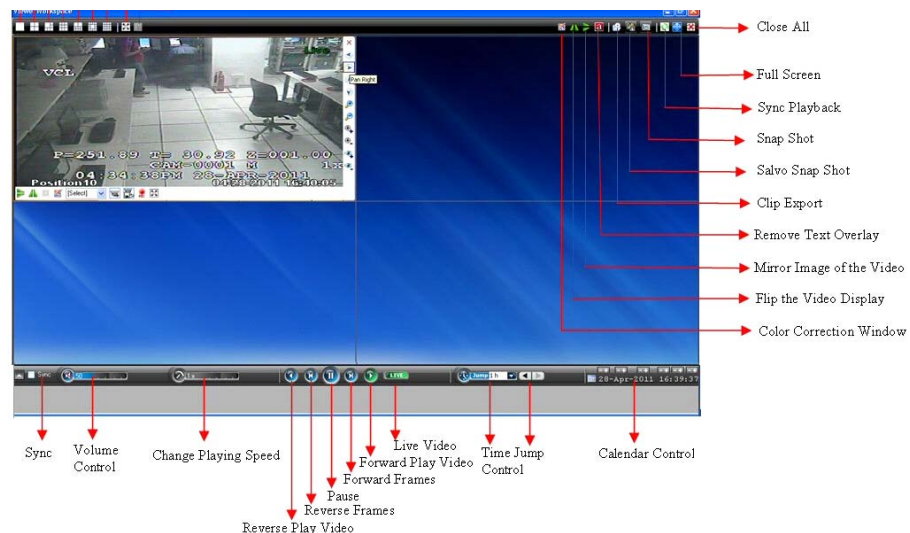 Viewer Workspace
Close All
Full Screen
Sync Playback
Snap Shot
Salvo Snap Shot
Clip Export
Remove Text Overlay
Mirror Image of the Video
Flip the Video Display
Color Correction Window
Live
VCL
Pan Right
P=251.89 T= 30.92 Z=001.00
CAM-0001 M 1x
04:34:38PM 28-APR-2011
Position10 04-28-2011 16:40:05
[Select]
Sync
50
1 x
LIVE
Jump 1 h
28-Apr-2011 16:39:37
Sync
Volume Control
Change Playing Speed
Reverse Play Video
Reverse Frames
Pause
Forward Frames
Forward Play Video
Live Video
Time Jump Control
Calendar Control